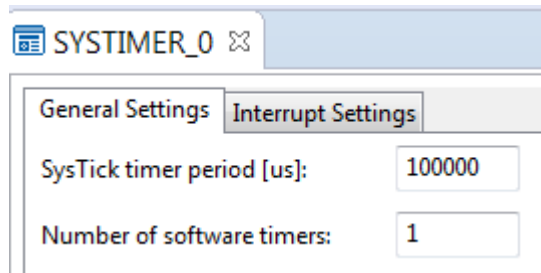 SYSTIMER_0
General Settings Interrupt Settings
SysTick timer period [us]: 100000
Number of software timers: 1